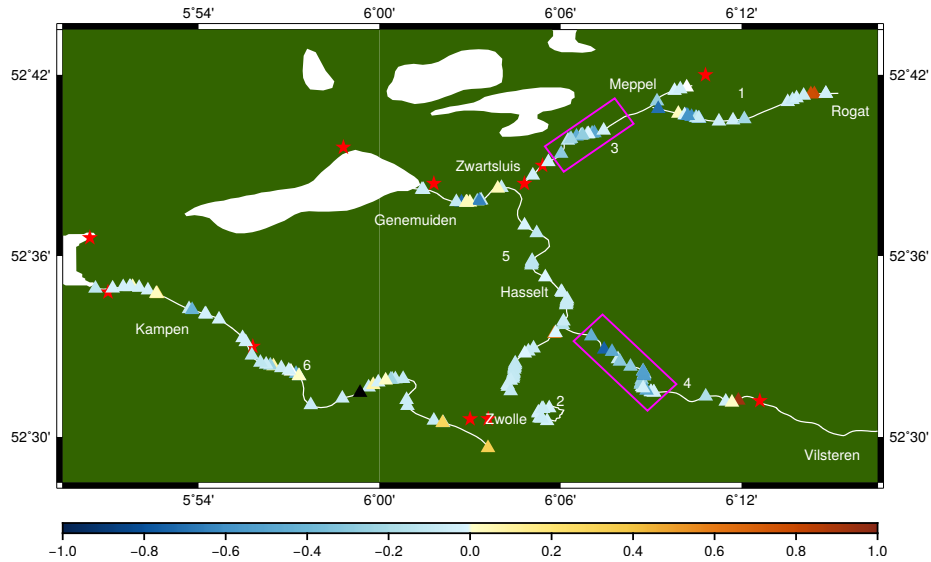 5˚54' 6˚00' 6˚06' 6˚12'
52˚42' 52˚42'
Meppel 1
Rogat
3
Zwartsluis
Genemuiden
52˚36' 5 52˚36'
Hasselt
Kampen
6
4
2
Zwolle
52˚30' 52˚30'
Vilsteren
5˚54' 6˚00' 6˚06' 6˚12'
−1.0 −0.8 −0.6 −0.4 −0.2 0.0 0.2 0.4 0.6 0.8 1.0